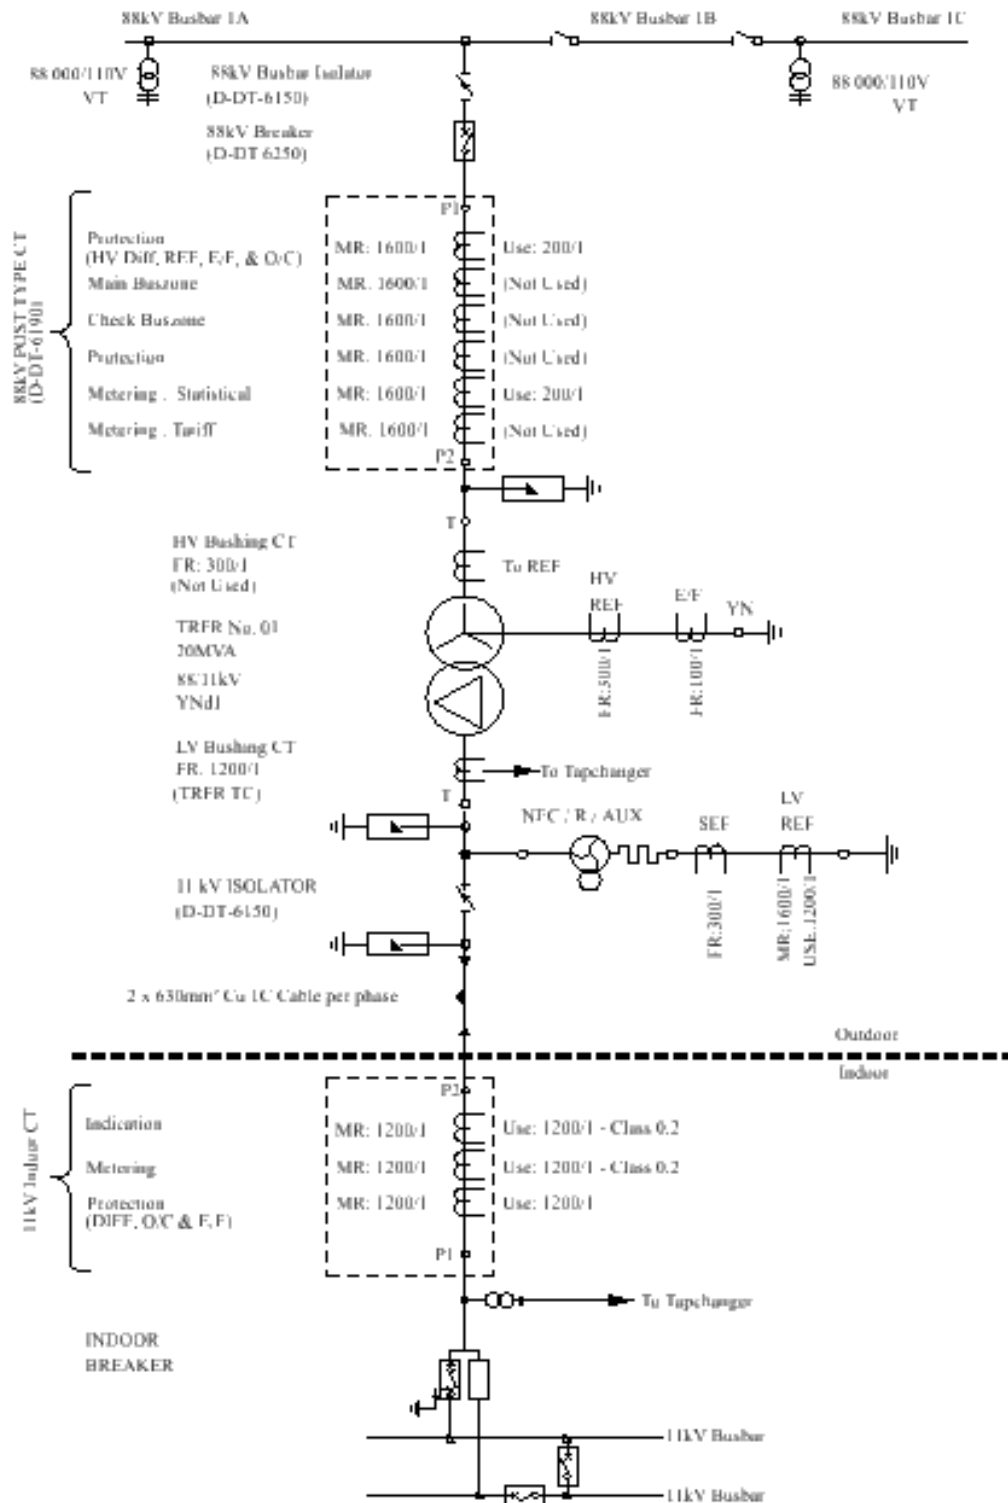 88kV Busbar 1A
88kV Busbar 1B
88kV Busbar 1C
88 000/110V
VT
88kV Busbar Isolator
(D-DT-6150)
88 000/110V
VT
88kV Breaker
(D-DT 6250)
88kV POST TYPE CT
(D-DT-6190)
P1
Protection
(HV Diff, REF, E/F, & O/C)
MR: 1600/1
Use: 200/1
Main Buszone
MR. 1600/1
(Not Used)
Check Buszone
MR. 1600/1
(Not Used)
Protection
MR: 1600/1
(Not Used)
Metering . Statistical
MR: 1600/1
Use: 200/1
Metering . Tariff
MR. 1600/1
(Not Used)
P2
T
HV Bushing CT
FR: 300/1
(Not Used)
To REF
HV
REF
E/F
YN
TRFR No. 01
20MVA
88/11kV
YNd1
FR:300/1
FR:100/1
LV Bushing CT
FR. 1200/1
(TRFR TC)
To Tapchanger
T
NEC / R / AUX
SEF
LV
REF
11 kV ISOLATOR
(D-DT-6150)
FR:300/1
MR:1600/1
USE.1200/1
2 x 630mm² Cu 1C Cable per phase
Outdoor
Indoor
11kV Indoor CT
P2
Indication
MR: 1200/1
Use: 1200/1 - Class 0.2
Metering
MR: 1200/1
Use: 1200/1 - Class 0.2
Protection
(DIFF, O/C & E,F)
MR: 1200/1
Use: 1200/1
P1
To Tapchanger
INDOOR
BREAKER
11kV Busbar
11kV Busbar